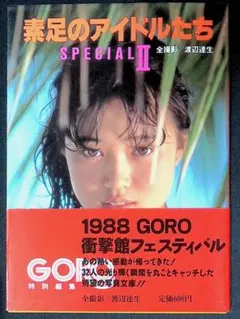 素足のアイドルたち
SPECIAL II
全撮影 渡辺達生
1988 GORO
衝撃館フェスティバル
あの熱い感動が帰ってきた!
32人の光り輝く瞬間を丸ごとキャッチした
待望の写真文庫!!
GORO
特別編集
全撮影/渡辺達生 定価600円